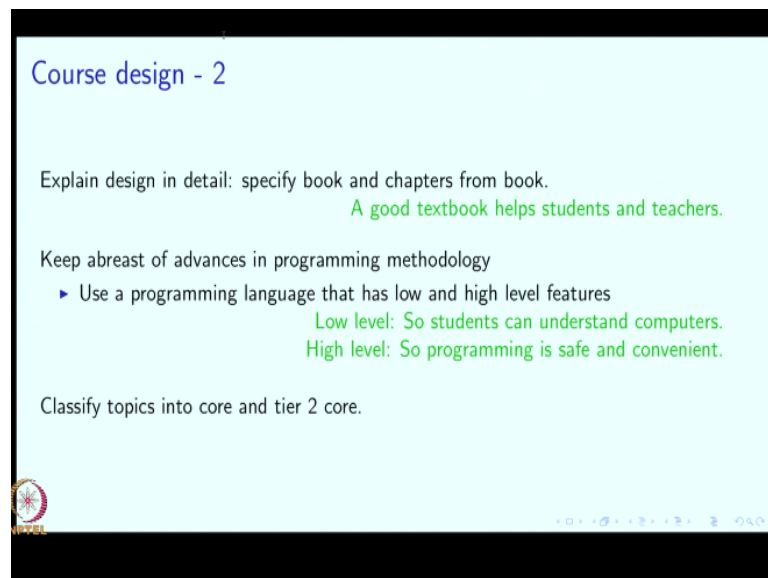 Course design - 2
Explain design in detail: specify book and chapters from book.
A good textbook helps students and teachers.
Keep abreast of advances in programming methodology
▶ Use a programming language that has low and high level features
Low level: So students can understand computers.
High level: So programming is safe and convenient.
Classify topics into core and tier 2 core.
NPTEL